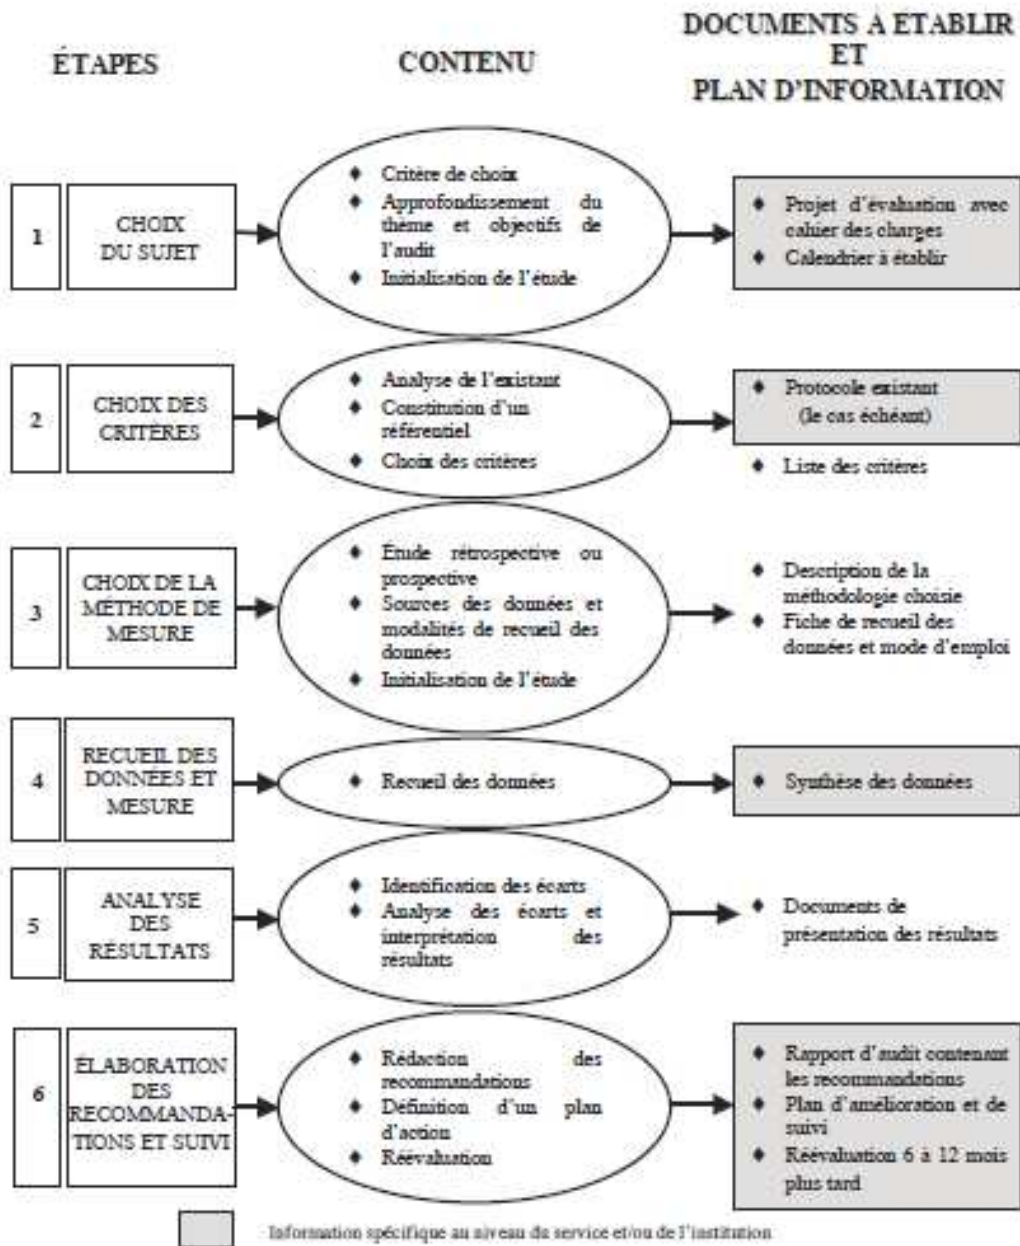 ÉTAPES
CONTENU
DOCUMENTS À ÉTABLIR
ET
PLAN D'INFORMATION
1
CHOIX
DU SUJET
♦ Critère de choix
♦ Approfondissement du
thème et objectifs de
l'audit
♦ Initialisation de l'étude
♦ Projet d'évaluation avec
cahier des charges
♦ Calendrier à établir
2
CHOIX DES
CRITÈRES
♦ Analyse de l'existant
♦ Constitution d'un
référentiel
♦ Choix des critères
♦ Protocole existant
(le cas échéant)
♦ Liste des critères
3
CHOIX DE LA
MÉTHODE DE
MESURE
♦ Étude rétrospective ou
prospective
♦ Sources des données et
modalités de recueil des
données
♦ Initialisation de l'étude
♦ Description de la
méthodologie choisie
♦ Fiche de recueil des
données et mode d'emploi
4
RECUEIL DES
DONNÉES ET
MESURE
♦ Recueil des données
♦ Synthèse des données
5
ANALYSE
DES
RÉSULTATS
♦ Identification des écarts
♦ Analyse des écarts et
interprétation des
résultats
♦ Documents de
présentation des résultats
6
ÉLABORATION
DES
RECOMMANDA-
TIONS ET SUIVI
♦ Rédaction des
recommandations
♦ Définition d'un plan
d'action
♦ Réévaluation
♦ Rapport d'audit contenant
les recommandations
♦ Plan d'amélioration et de
suivi
♦ Réévaluation 6 à 12 mois
plus tard
Information spécifique au niveau du service et/ou de l'institution